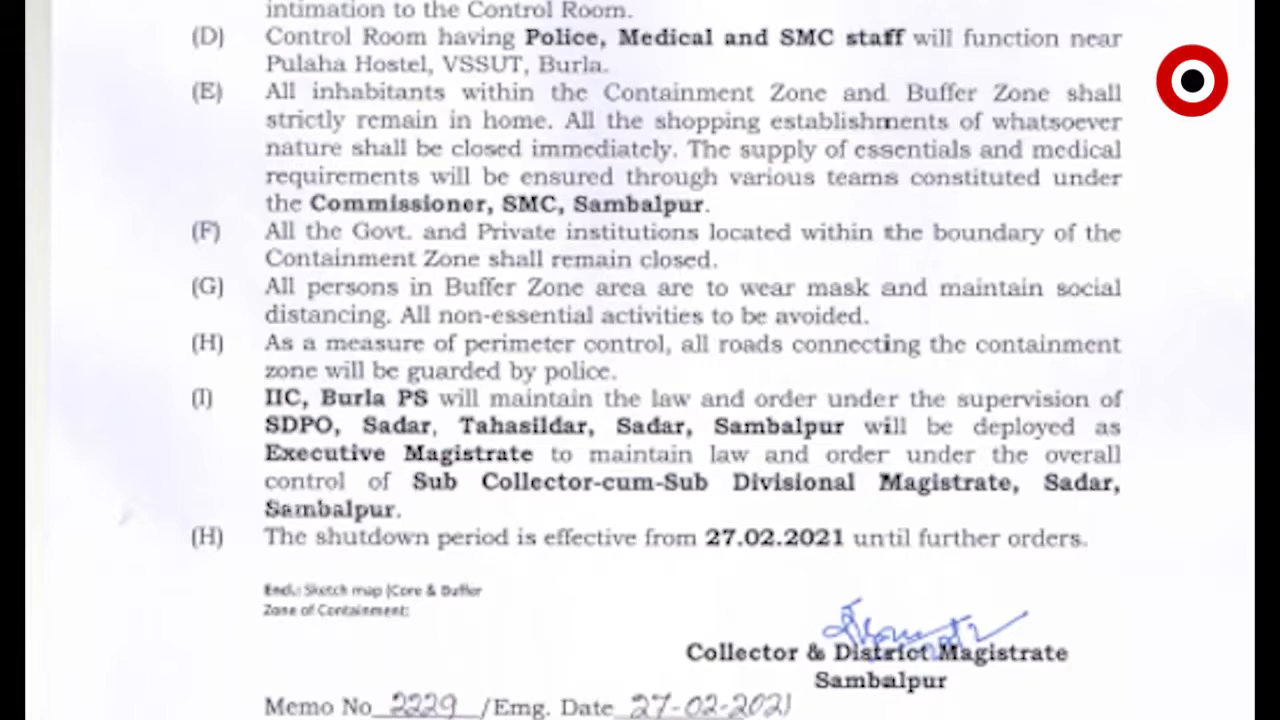 intimation to the Control Room.
(D) Control Room having Police, Medical and SMC staff will function near
Pulaha Hostel, VSSUT, Burla.
(E) All inhabitants within the Containment Zone and Buffer Zone shall
strictly remain in home. All the shopping establishments of whatsoever
nature shall be closed immediately. The supply of essentials and medical
requirements will be ensured through various teams constituted under
the Commissioner, SMC, Sambalpur.
(F) All the Govt. and Private institutions located within the boundary of the
Containment Zone shall remain closed.
(G) All persons in Buffer Zone area are to wear mask and maintain social
distancing. All non-essential activities to be avoided.
(H) As a measure of perimeter control, all roads connecting the containment
zone will be guarded by police.
(I) IIC, Burla PS will maintain the law and order under the supervision of
SDPO, Sadar, Tahasildar, Sadar, Sambalpur will be deployed as
Executive Magistrate to maintain law and order under the overall
control of Sub Collector-cum-Sub Divisional Magistrate, Sadar,
Sambalpur.
(H) The shutdown period is effective from 27.02.2021 until further orders.
Encl.: Sketch map (Core & Buffer
Zone of Containment)
Collector & District Magistrate
Sambalpur
Memo No 2229 /Emg. Date 27-02-2021